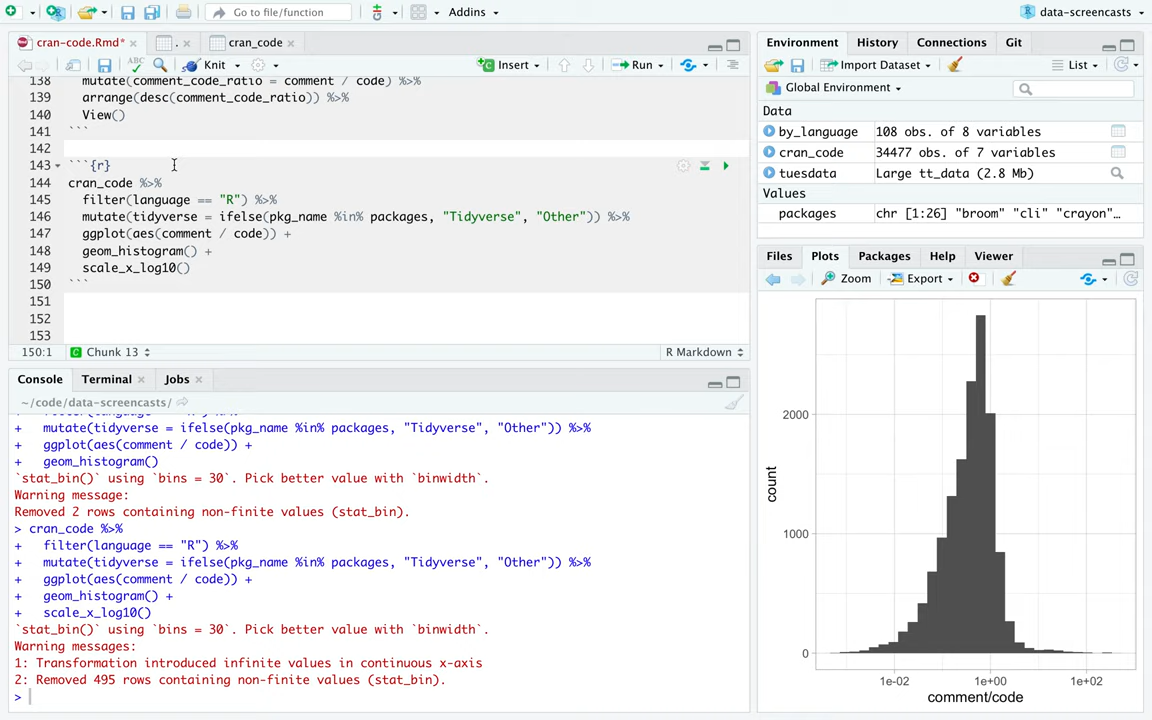 Go to file/function
Addins
data-screencasts
cran-code.Rmd*
.
cran_code
Knit
Insert
Run
138 mutate(comment_code_ratio = comment / code) %>%
139 arrange(desc(comment_code_ratio)) %>%
140 View()
141 ```
142
143 ```{r}
144 cran_code %>%
145 filter(language == "R") %>%
146 mutate(tidyverse = ifelse(pkg_name %in% packages, "Tidyverse", "Other")) %>%
147 ggplot(aes(comment / code)) +
148 geom_histogram() +
149 scale_x_log10()
150 ```
151
152
153
150:1 Chunk 13 R Markdown
Console Terminal Jobs
~/code/data-screencasts/
+ mutate(tidyverse = ifelse(pkg_name %in% packages, "Tidyverse", "Other")) %>%
+ ggplot(aes(comment / code)) +
+ geom_histogram()
`stat_bin()` using `bins = 30`. Pick better value with `binwidth`.
Warning message:
Removed 2 rows containing non-finite values (stat_bin).
> cran_code %>%
+ filter(language == "R") %>%
+ mutate(tidyverse = ifelse(pkg_name %in% packages, "Tidyverse", "Other")) %>%
+ ggplot(aes(comment / code)) +
+ geom_histogram() +
+ scale_x_log10()
`stat_bin()` using `bins = 30`. Pick better value with `binwidth`.
Warning messages:
1: Transformation introduced infinite values in continuous x-axis
2: Removed 495 rows containing non-finite values (stat_bin).
>
Environment History Connections Git
Import Dataset List
Global Environment
Data
by_language 108 obs. of 8 variables
cran_code 34477 obs. of 7 variables
tuesdata Large tt_data (2.8 Mb)
Values
packages chr [1:26] "broom" "cli" "crayon"…
Files Plots Packages Help Viewer
Zoom Export
2000
1000
0
count
1e-02 1e+00 1e+02
comment/code